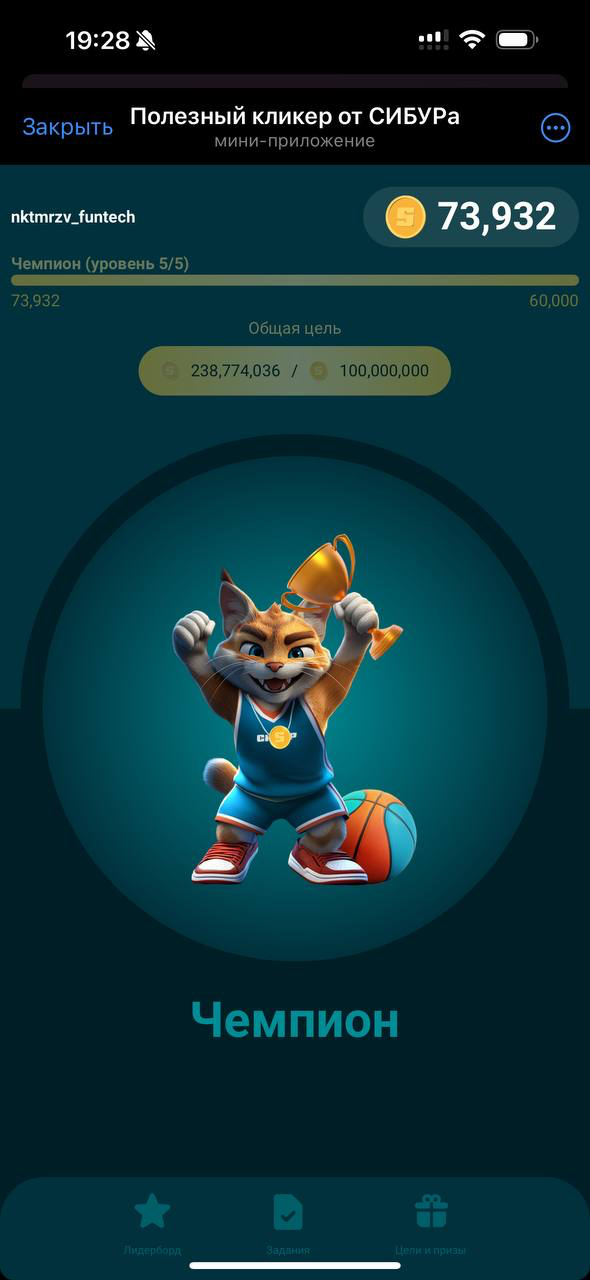 19:28
Закрыть
Полезный кликер от СИБУРа
мини-приложение
nktmrzv_funtech
73,932
Чемпион (уровень 5/5)
73,932
60,000
Общая цель
238,774,036 / 100,000,000
Чемпион
Лидерборд
Задания
Цели и призы